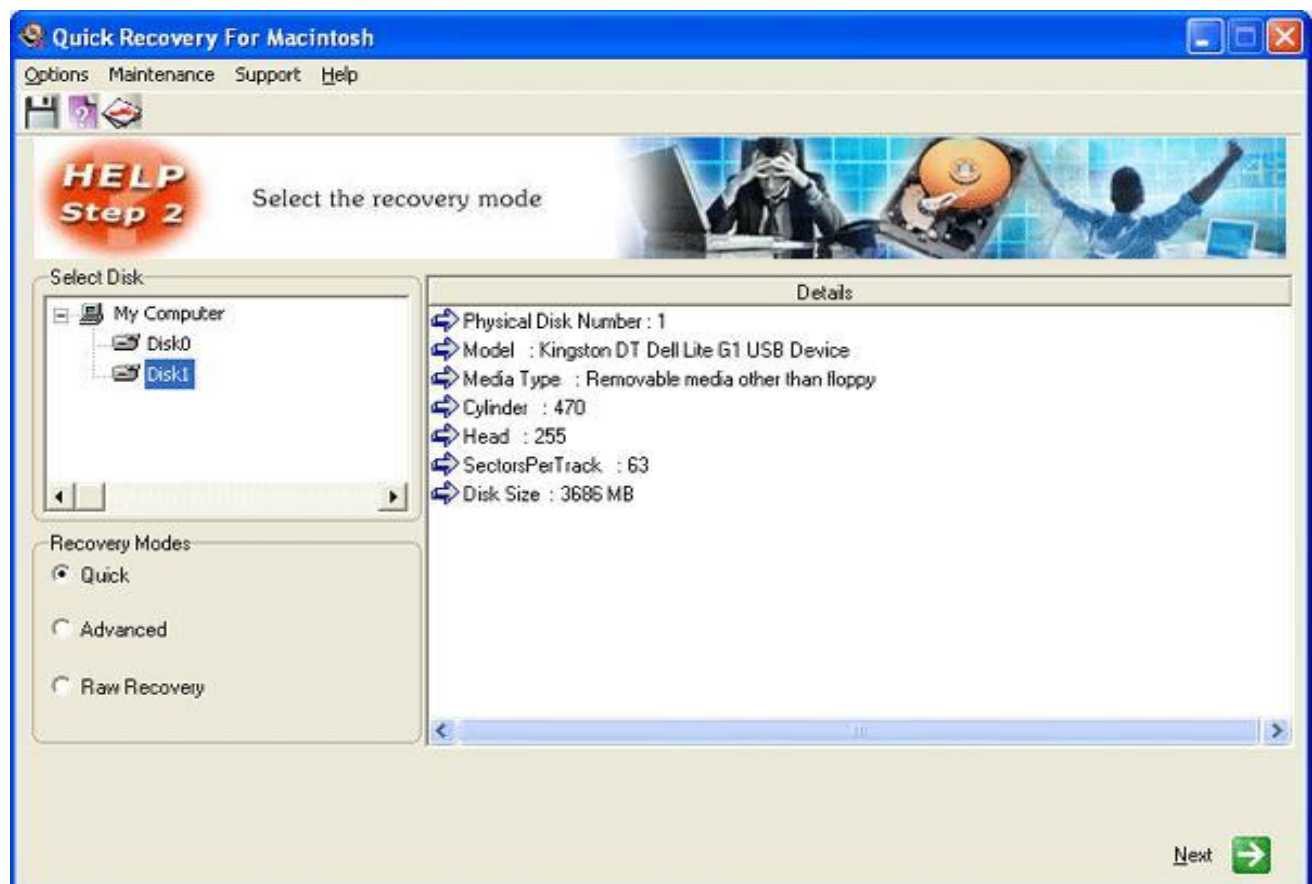 Quick Recovery For Macintosh
Options Maintenance Support Help
HELP
Step 2
Select the recovery mode
Select Disk
My Computer
Disk0
Disk1
Details
Physical Disk Number : 1
Model : Kingston DT Dell Lite G1 USB Device
Media Type : Removable media other than floppy
Cylinder : 470
Head : 255
SectorsPerTrack : 63
Disk Size : 3686 MB
Recovery Modes
Quick
Advanced
Raw Recovery
Next